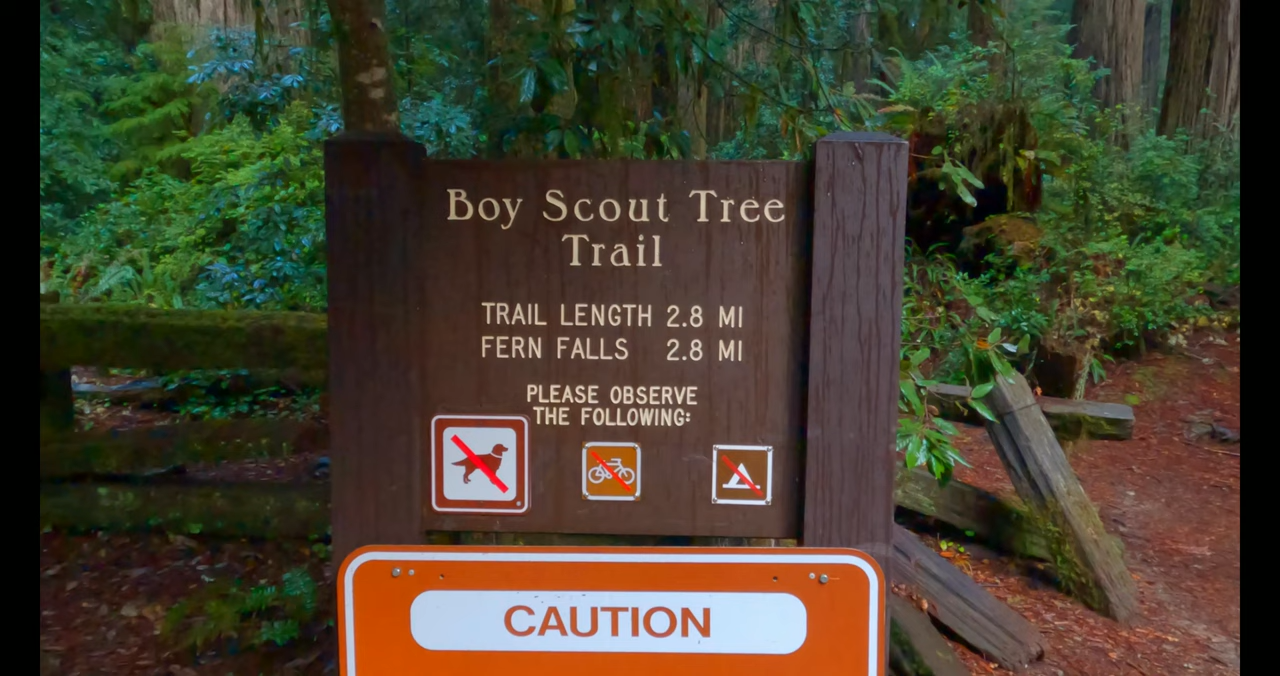 Boy Scout Tree
Trail
TRAIL LENGTH 2.8 MI
FERN FALLS 2.8 MI
PLEASE OBSERVE
THE FOLLOWING:
CAUTION